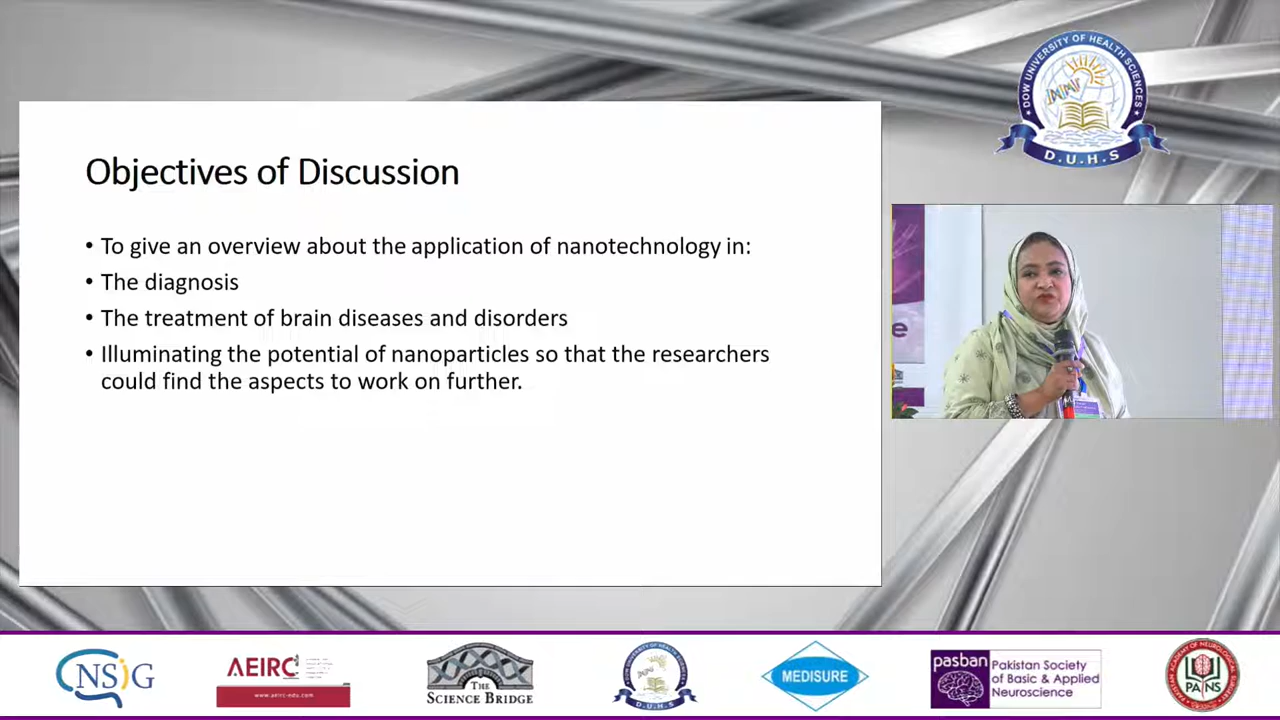 DOW UNIVERSITY OF HEALTH SCIENCES
D.U.H.S
Objectives of Discussion
• To give an overview about the application of nanotechnology in:
• The diagnosis
• The treatment of brain diseases and disorders
• Illuminating the potential of nanoparticles so that the researchers
could find the aspects to work on further.
e
NSIG
AEIRC
www.aeirc-edu.com
THE
SCIENCE BRIDGE
D.U.H.S
MEDISURE
pasban
Pakistan Society
of Basic & Applied
Neuroscience
PANS